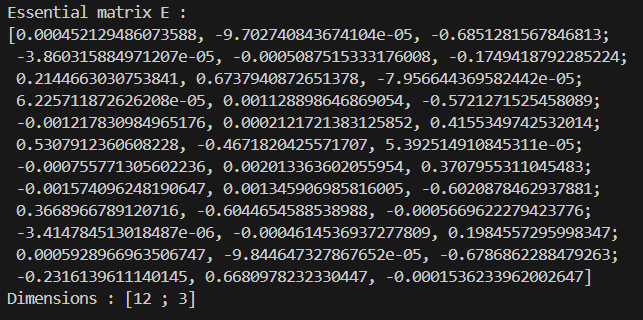 Essential matrix E :
[0.000452129486073588, -9.702740843674104e-05, -0.6851281567846813;
-3.860315884971207e-05, -0.0005087515333176008, -0.1749418792285224;
0.2144663030753841, 0.6737940872651378, -7.956644369582442e-05;
6.225711872626208e-05, 0.001128898646869054, -0.5721271525458089;
-0.001217830984965176, 0.0002121721383125852, 0.4155349742532014;
0.5307912360608228, -0.4671820425571707, 5.392514910845311e-05;
-0.000755771305602236, 0.002013363602055954, 0.3707955311045483;
-0.001574096248190647, 0.001345906985816005, -0.6020878462937881;
0.3668966789120716, -0.6044654588538988, -0.0005669622279423776;
-3.414784513018487e-06, -0.0004614536937277809, 0.1984557295998347;
0.0005928966963506747, -9.844647327867652e-05, -0.6786862288479263;
-0.2316139611140145, 0.6680978232330447, -0.0001536233962002647]
Dimensions : [12 ; 3]